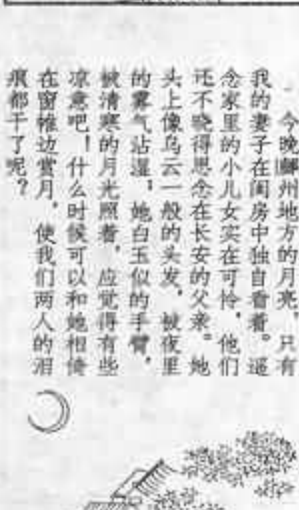 今晚鄜州地方的月亮，只有
我的妻子在闺房中独自看着。遥
念家里的小儿女实在可怜，他们
还不晓得思念在长安的父亲。她
头上像乌云一般的头发，被夜里
的雾气沾湿；她白玉似的手臂，
被清寒的月光照着，应觉得有些
凉意吧！什么时候可以和她相倚
在窗帷边赏月，使我们两人的泪
痕都干了呢？